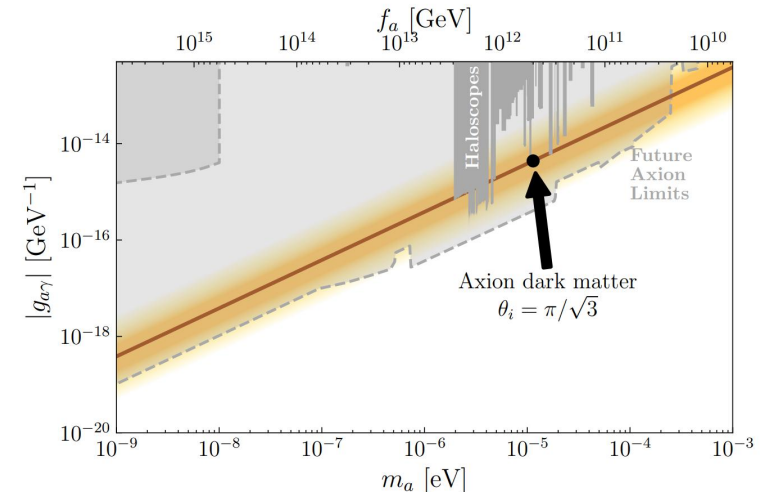 f_a [GeV]
10^15 10^14 10^13 10^12 10^11 10^10
Haloscopes
10^−14
10^−16
10^−18
10^−20
|g_aγ| [GeV^−1]
Future
Axion
Limits
Axion dark matter
θ_i = π/√3
10^−9 10^−8 10^−7 10^−6 10^−5 10^−4 10^−3
m_a [eV]